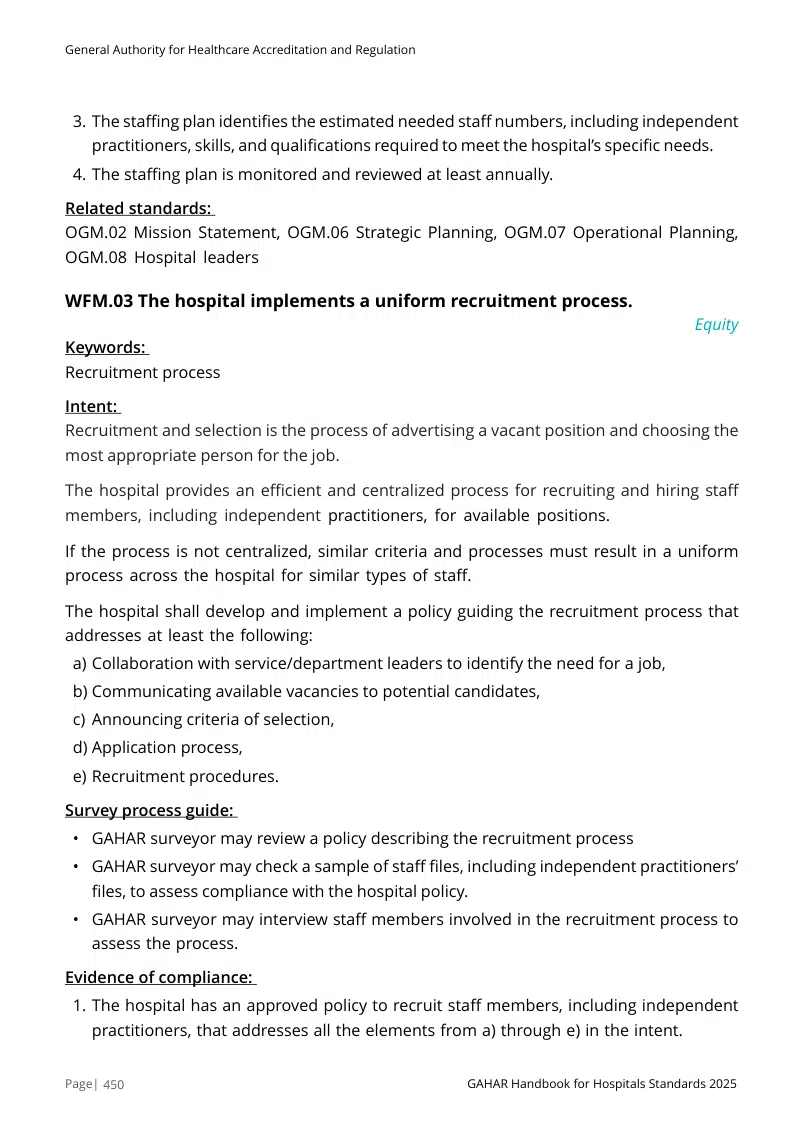 General Authority for Healthcare Accreditation and Regulation
3. The staffing plan identifies the estimated needed staff numbers, including independent
practitioners, skills, and qualifications required to meet the hospital’s specific needs.
4. The staffing plan is monitored and reviewed at least annually.
Related standards:
OGM.02 Mission Statement, OGM.06 Strategic Planning, OGM.07 Operational Planning,
OGM.08 Hospital leaders
WFM.03 The hospital implements a uniform recruitment process.
Equity
Keywords:
Recruitment process
Intent:
Recruitment and selection is the process of advertising a vacant position and choosing the
most appropriate person for the job.
The hospital provides an efficient and centralized process for recruiting and hiring staff
members, including independent practitioners, for available positions.
If the process is not centralized, similar criteria and processes must result in a uniform
process across the hospital for similar types of staff.
The hospital shall develop and implement a policy guiding the recruitment process that
addresses at least the following:
a) Collaboration with service/department leaders to identify the need for a job,
b) Communicating available vacancies to potential candidates,
c) Announcing criteria of selection,
d) Application process,
e) Recruitment procedures.
Survey process guide:
• GAHAR surveyor may review a policy describing the recruitment process
• GAHAR surveyor may check a sample of staff files, including independent practitioners’
files, to assess compliance with the hospital policy.
• GAHAR surveyor may interview staff members involved in the recruitment process to
assess the process.
Evidence of compliance:
1. The hospital has an approved policy to recruit staff members, including independent
practitioners, that addresses all the elements from a) through e) in the intent.
Page| 450
GAHAR Handbook for Hospitals Standards 2025